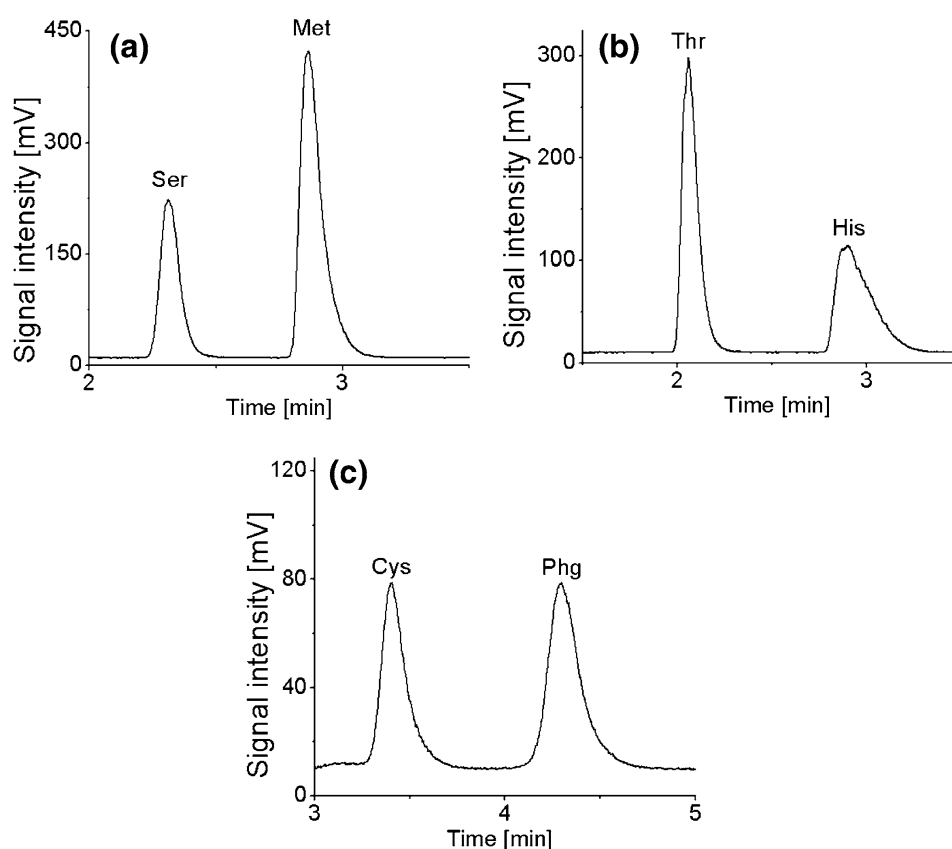 (a)
Met
Ser
450
300
150
0
2
3
Signal intensity [mV]
Time [min]
(b)
Thr
His
300
200
100
0
2
3
Signal intensity [mV]
Time [min]
(c)
Cys
Phg
120
80
40
0
3
4
5
Signal intensity [mV]
Time [min]